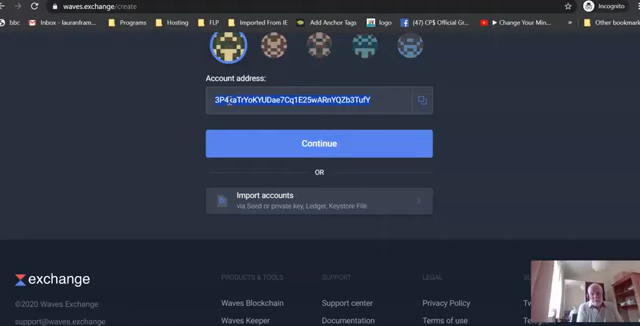 waves.exchange/create
Incognito
bbc Inbox - lauranfram... Programs Hosting FLP Imported From IE Add Anchor Tags logo (47) CP$ Official Gr... Change Your Min... » Other bookmarks
Account address:
Continue
OR
Import accounts
via Seed or private key, Ledger, Keystore File
exchange
PRODUCTS & TOOLS SUPPORT LEGAL
©2020 Waves.Exchange Waves Blockchain Support center Privacy Policy
support@waves.exchange Waves Keeper Documentation Terms of use